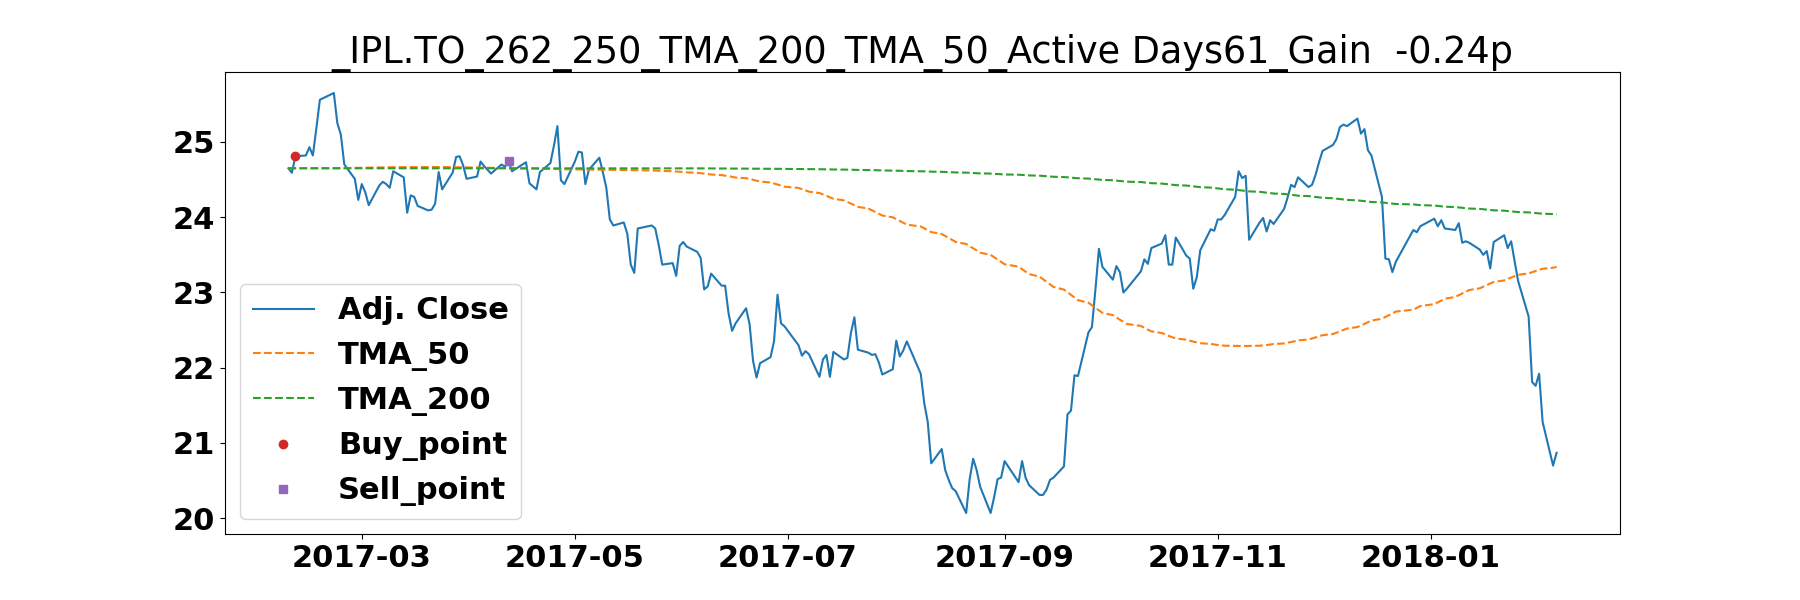 _IPL.TO_262_250_TMA_200_TMA_50_Active Days61_Gain  -0.24p
25
24
23
22
21
20
Adj. Close
TMA_50
TMA_200
Buy_point
Sell_point
2017-03 2017-05 2017-07 2017-09 2017-11 2018-01